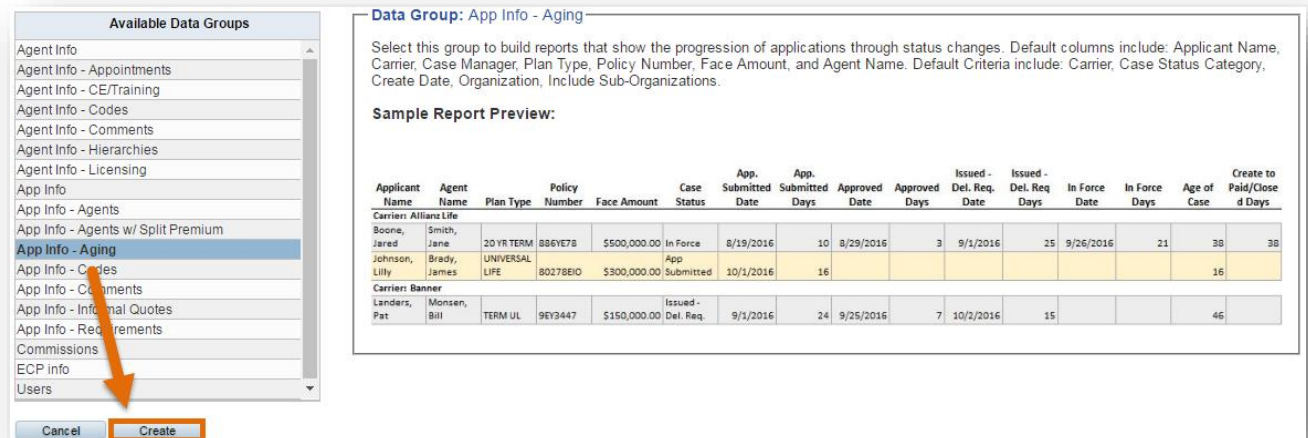 Available Data Groups
Agent Info
Agent Info - Appointments
Agent Info - CE/Training
Agent Info - Codes
Agent Info - Comments
Agent Info - Hierarchies
Agent Info - Licensing
App Info
App Info - Agents
App Info - Agents w/ Split Premium
App Info - Aging
App Info - Codes
App Info - Comments
App Info - Informal Quotes
App Info - Requirements
Commissions
ECP info
Users
Cancel Create
Data Group: App Info - Aging
Select this group to build reports that show the progression of applications through status changes. Default columns include: Applicant Name,
Carrier, Case Manager, Plan Type, Policy Number, Face Amount, and Agent Name. Default Criteria include: Carrier, Case Status Category,
Create Date, Organization, Include Sub-Organizations.
Sample Report Preview:
App. App. Issued - Issued - Create to
Applicant Agent Policy Case Submitted Submitted Approved Approved Del. Req. Del. Req In Force In Force Age of Paid/Close
Name Name Plan Type Number Face Amount Status Date Days Date Days Date Days Date Days Case d Days
Carrier: Allianz Life
Boone, Smith,
Jared Jane 20 YR TERM 886YE78 $500,000.00 In Force 8/19/2016 10 8/29/2016 3 9/1/2016 25 9/26/2016 21 38 38
Johnson, Brady, UNIVERSAL App
Lilly James LIFE 80278EIO $300,000.00 Submitted 10/1/2016 16 16
Carrier: Banner
Landers, Monsen, Issued -
Pat Bill TERM UL 9EY3447 $150,000.00 Del. Req. 9/1/2016 24 9/25/2016 7 10/2/2016 15 46